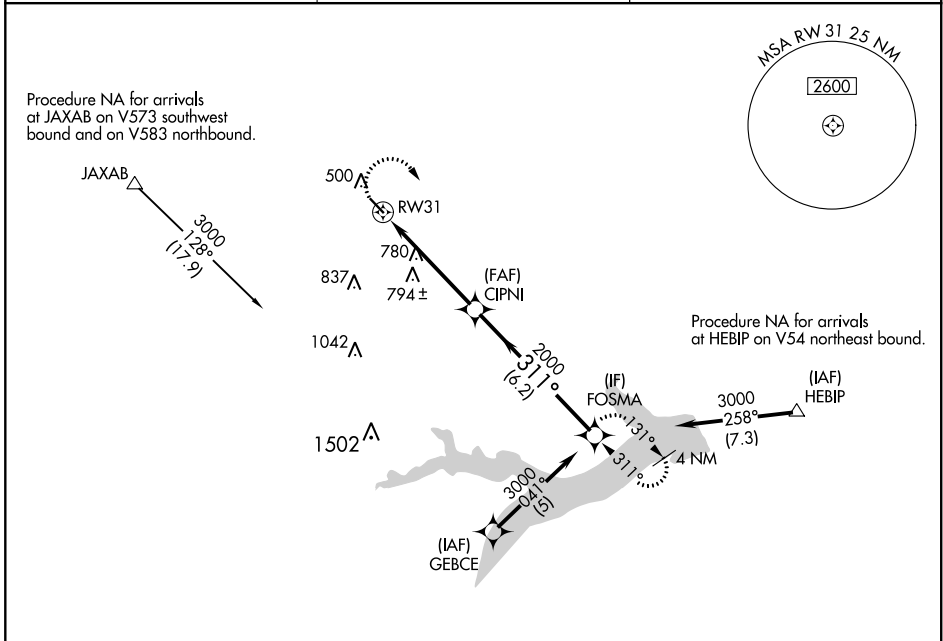 MSA RW 31 25 NM
2600
Procedure NA for arrivals
at JAXAB on V573 southwest
bound and on V583 northbound.
JAXAB
3000
128°
(17.9)
500
RW31
780
794±
837
(FAF)
CIPNI
1042
2000
311°
(6.2)
Procedure NA for arrivals
at HEBIP on V54 northeast bound.
(IF)
FOSMA
(IAF)
HEBIP
3000
258°
(7.3)
131°
311°
4 NM
1502
3000
041°
(5)
(IAF)
GEBCE